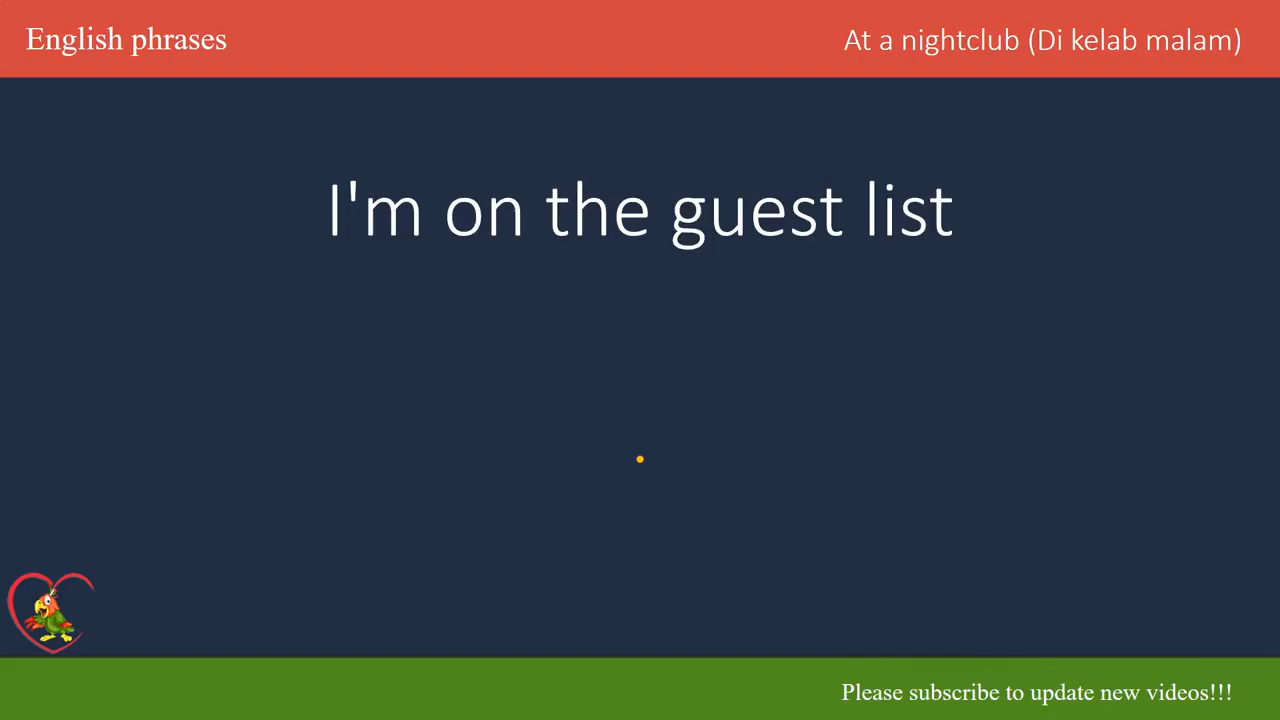 English phrases
At a nightclub (Di kelab malam)
I'm on the guest list
Please subscribe to update new videos!!!